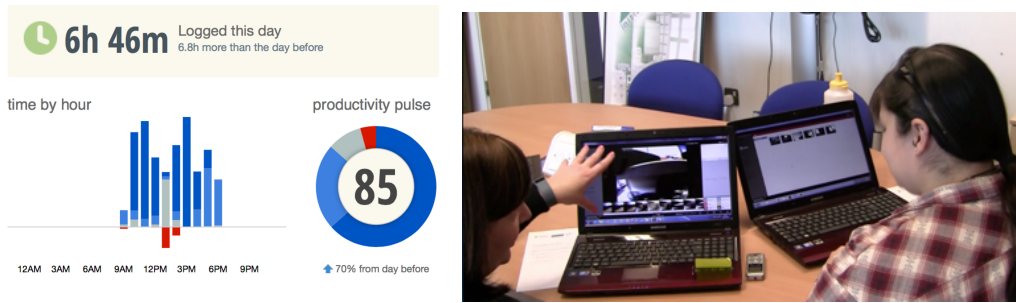 6h 46m
Logged this day
6.8h more than the day before
time by hour
productivity pulse
85
12AM 3AM 6AM 9AM 12PM 3PM 6PM 9PM
70% from day before